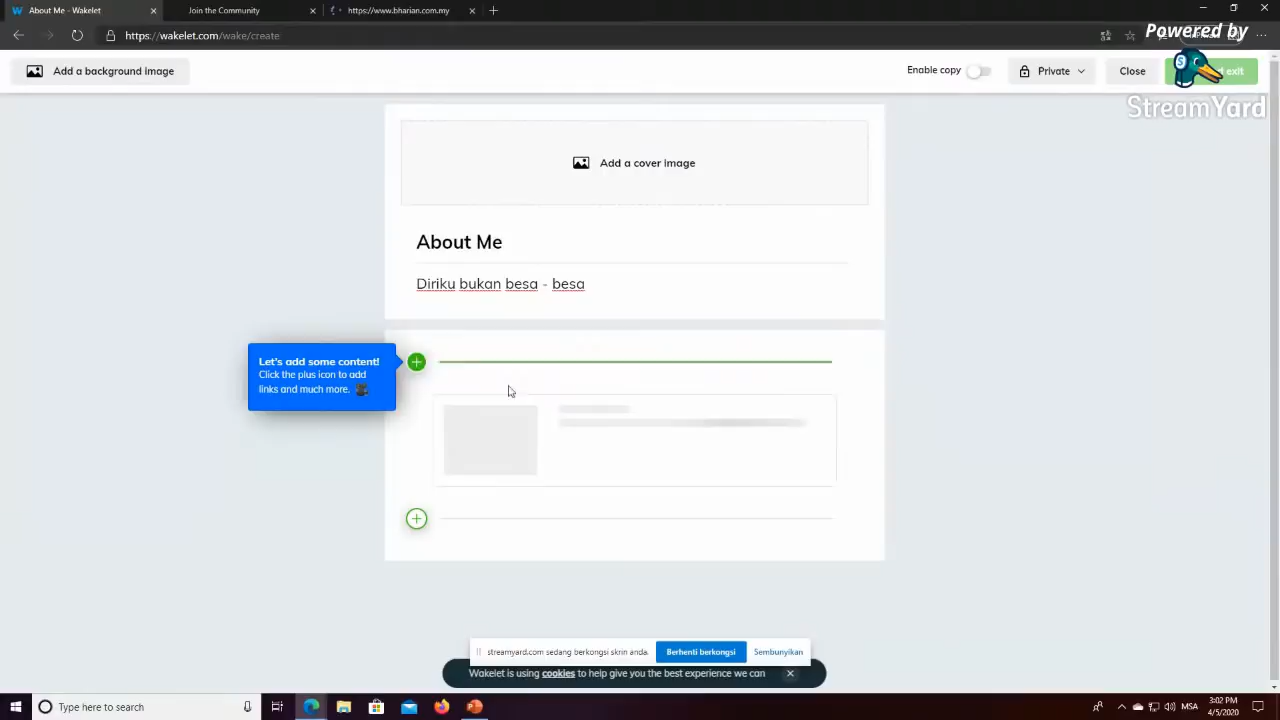 About Me - Wakelet
Join the Community
https://www.bharian.com.my
Powered by
https://wakelet.com/wake/create
Add a background image
Enable copy
Private
Close
exit
StreamYard
Add a cover image
About Me
Diriku bukan besa - besa
Let's add some content!
Click the plus icon to add
links and much more.
streamyard.com sedang berkongsi skrin anda.
Berhenti berkongsi
Sembunyikan
Wakelet is using cookies to help give you the best experience we can
Type here to search
MSA
3:02 PM
4/5/2020